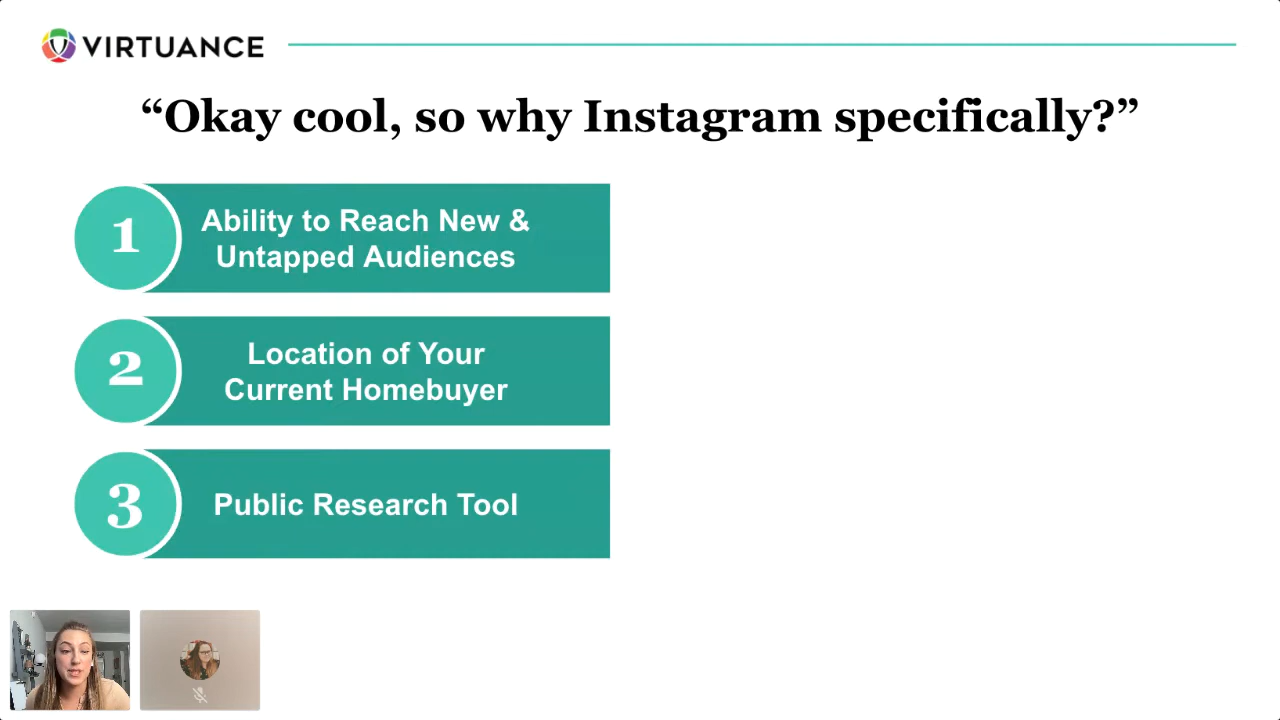 VIRTUANCE
“Okay cool, so why Instagram specifically?”
1
Ability to Reach New &
Untapped Audiences
2
Location of Your
Current Homebuyer
3
Public Research Tool